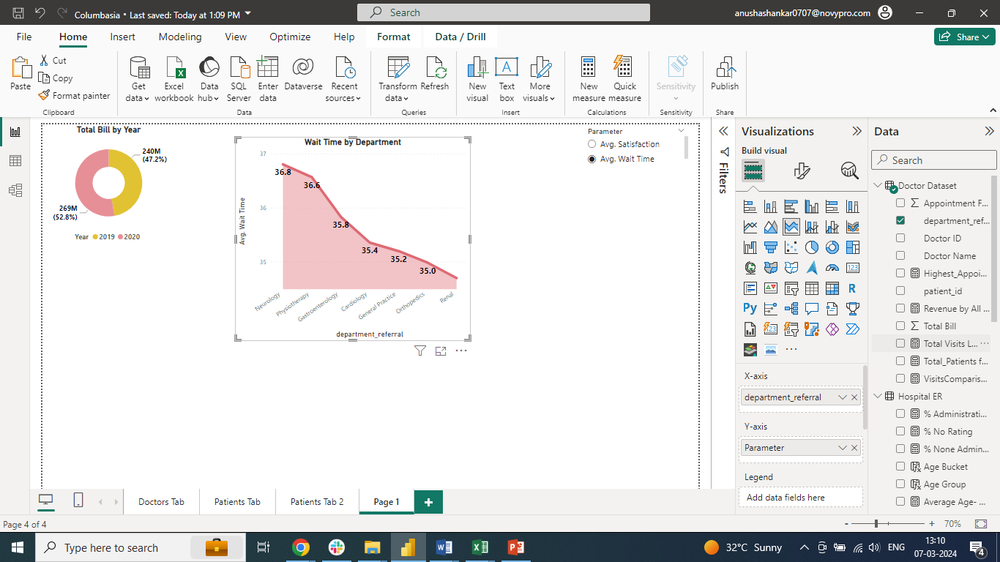 Columbasia • Last saved: Today at 1:09 PM
Search
anushashankar0707@novypro.com
File Home Insert Modeling View Optimize Help Format Data / Drill
Share
Paste
Cut
Copy
Format painter
Clipboard
Get data
Excel workbook
Data hub
SQL Server
Enter data
Dataverse
Recent sources
Data
Transform data
Refresh
Queries
New visual
Text box
More visuals
Insert
New measure
Quick measure
Calculations
Sensitivity
Sensitivity
Publish
Share
Total Bill by Year
240M
(47.2%)
269M
(52.8%)
Year 2019 2020
Wait Time by Department
37
36
35
Avg. Wait Time
36.8
36.6
35.8
35.4
35.2
35.0
Neurology
Physiotherapy
Gastroenterology
Cardiology
General Practice
Orthopedics
Renal
department_referral
Parameter
Avg. Satisfaction
Avg. Wait Time
Filters
Visualizations
Build visual
123
R
Py
123
X-axis
department_referral
Y-axis
Parameter
Legend
Add data fields here
Data
Search
Doctor Dataset
Appointment F...
department_ref...
Doctor ID
Doctor Name
Highest_Appoi...
patient_id
Revenue by All ...
Total Bill
Total Visits L...
Total_Patients f...
VisitsComparis...
Hospital ER
% Administrati...
% No Rating
% None Admin...
Age Bucket
Age Group
Average Age- ...
Doctors Tab
Patients Tab
Patients Tab 2
Page 1
Page 4 of 4
70%
Type here to search
32°C Sunny
ENG
13:10
07-03-2024
4